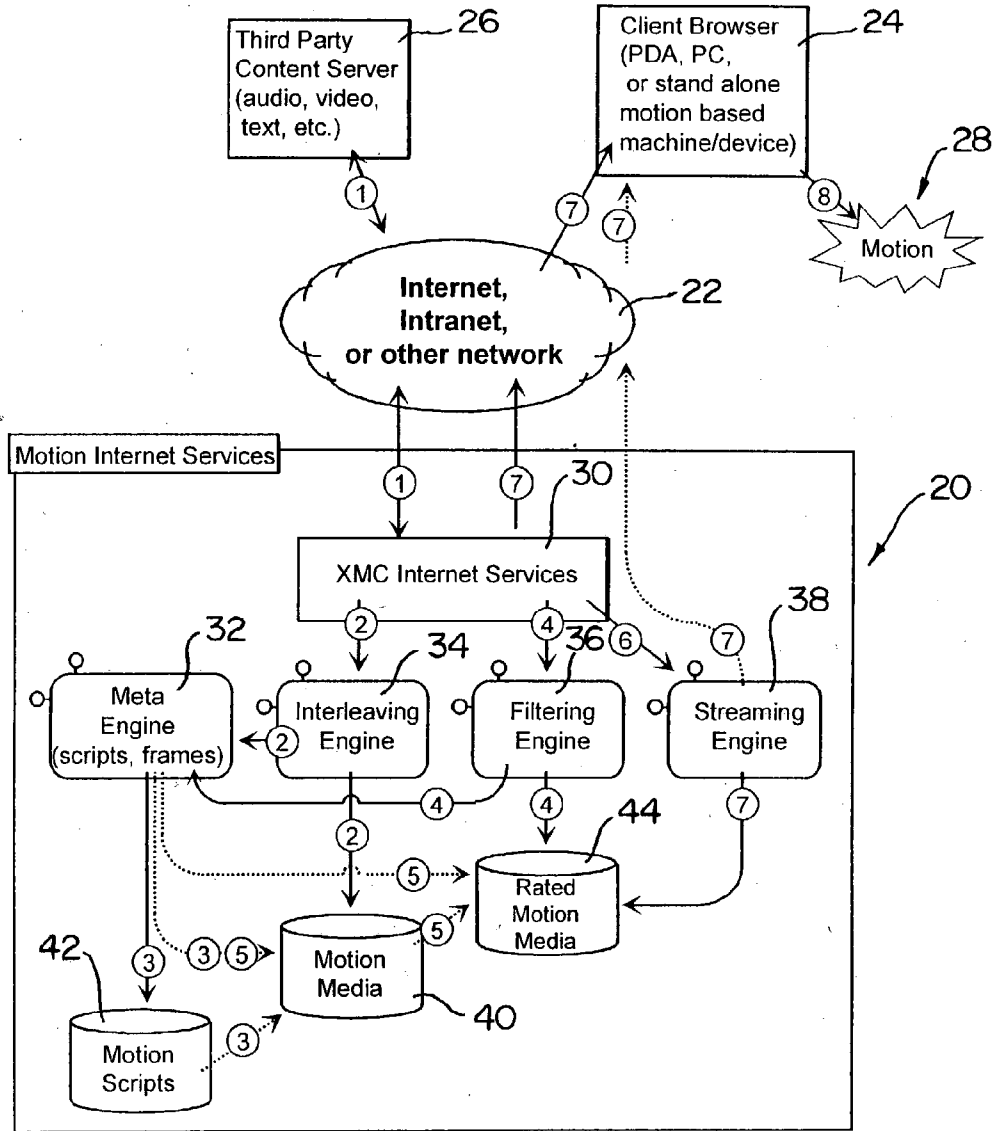 Third Party
Content Server
(audio, video,
text, etc.)
26
Client Browser
(PDA, PC,
or stand alone
motion based
machine/device)
24
28
1
7
7
8
Motion
Internet,
Intranet,
or other network
22
Motion Internet Services
1
7
30
20
XMC Internet Services
2
4
6
7
32
34
36
38
Meta
Engine
(scripts, frames)
2
Interleaving
Engine
Filtering
Engine
Streaming
Engine
4
2
4
7
44
5
Rated
Motion
Media
5
42
3
3
5
Motion
Media
40
3
Motion
Scripts